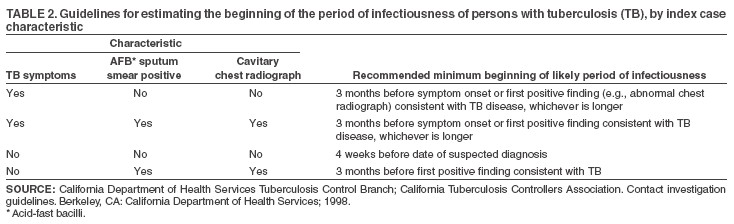 TABLE 2. Guidelines for estimating the beginning of the period of infectiousness of persons with tuberculosis (TB), by index case
characteristic
Characteristic
AFB* sputum Cavitary
TB symptoms smear positive chest radiograph Recommended minimum beginning of likely period of infectiousness
Yes No No 3 months before symptom onset or first positive finding (e.g., abnormal chest
radiograph) consistent with TB disease, whichever is longer
Yes Yes Yes 3 months before symptom onset or first positive finding consistent with TB
disease, whichever is longer
No No No 4 weeks before date of suspected diagnosis
No Yes Yes 3 months before first positive finding consistent with TB
SOURCE: California Department of Health Services Tuberculosis Control Branch; California Tuberculosis Controllers Association. Contact investigation
guidelines. Berkeley, CA: California Department of Health Services; 1998.
* Acid-fast bacilli.